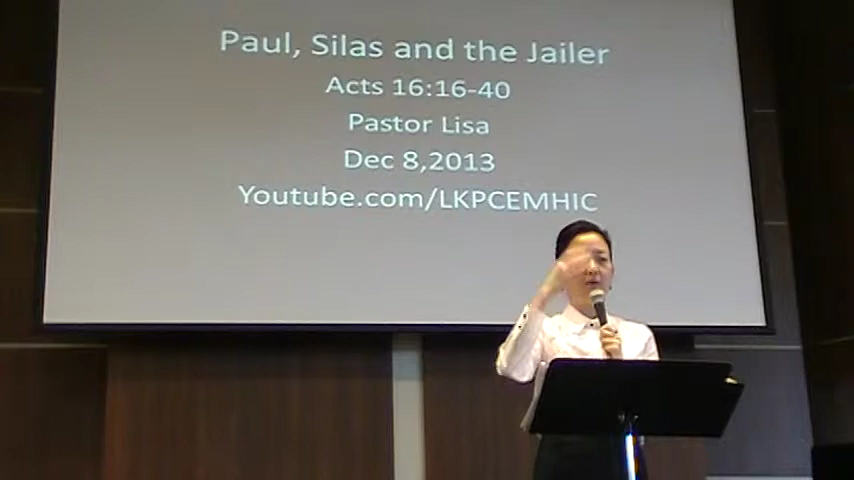 Paul, Silas and the Jailer
Acts 16:16-40
Pastor Lisa
Dec 8,2013
Youtube.com/LKPCEMHIC